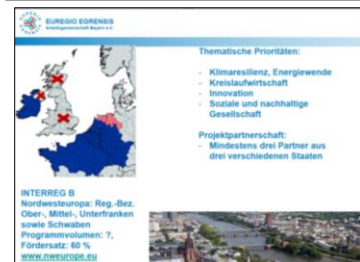 EUREGIO EGRENSIS
Arbeitsgemeinschaft Bayern e.V.
Thematische Prioritäten:
- Klimaresilienz, Energiewende
- Kreislaufwirtschaft
- Innovation
- Soziale und nachhaltige
Gesellschaft
Projektpartnerschaft:
- Mindestens drei Partner aus
drei verschiedenen Staaten
INTERREG B
Nordwesteuropa: Reg.-Bez.
Ober-, Mittel-, Unterfranken
sowie Schwaben
Programmvolumen: ?,
Fördersatz: 60 %
www.nweurope.eu